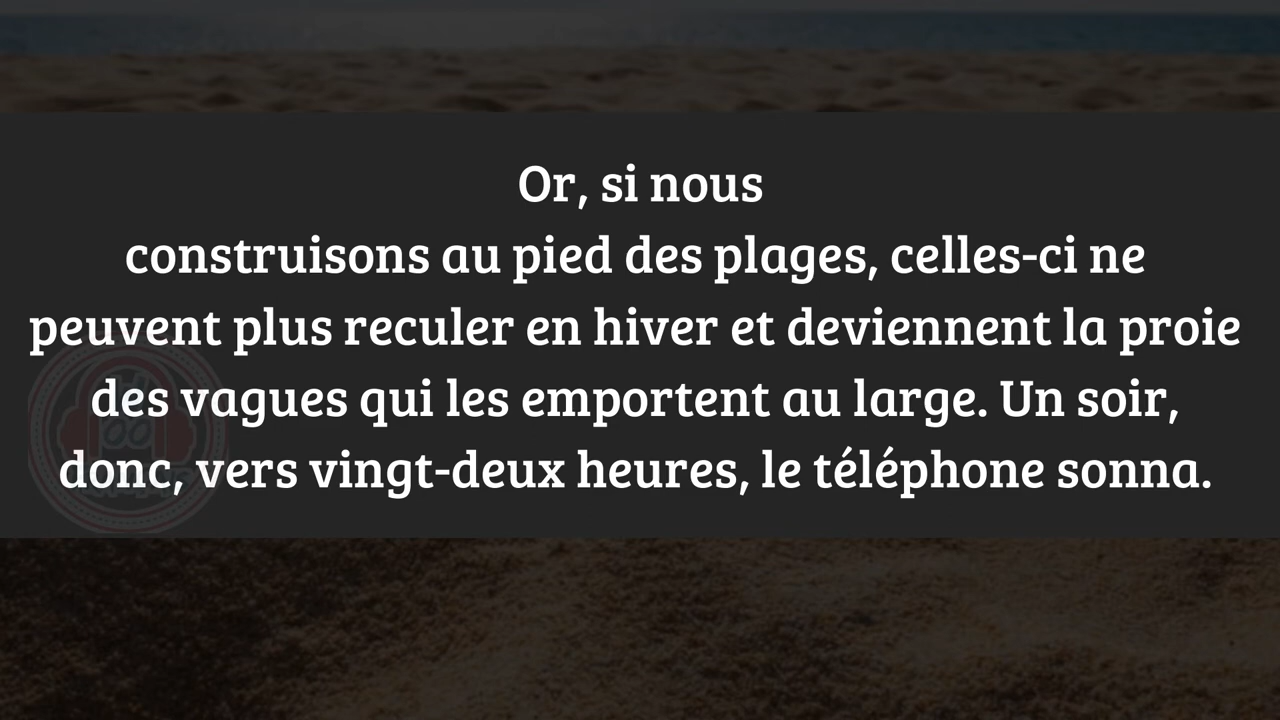 Or, si nous
construisons au pied des plages, celles-ci ne
peuvent plus reculer en hiver et deviennent la proie
des vagues qui les emportent au large. Un soir,
donc, vers vingt-deux heures, le téléphone sonna.